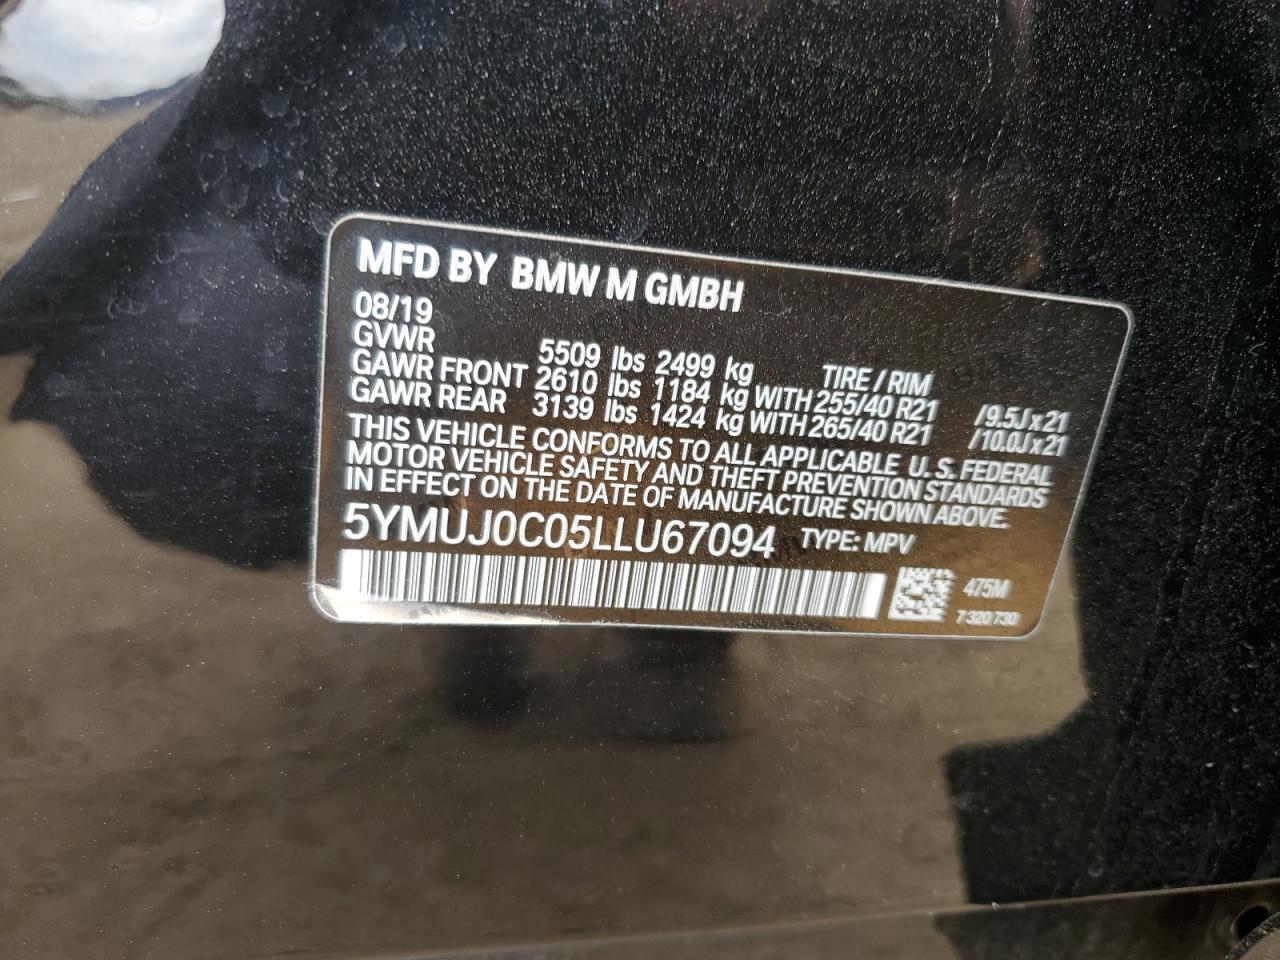 MFD BY BMW M GMBH
08/19
GVWR 5509 lbs 2499 kg TIRE / RIM
GAWR FRONT 2610 lbs 1184 kg WITH 255/40 R21 /9.5J x 21
GAWR REAR 3139 lbs 1424 kg WITH 265/40 R21 /10.0J x 21
THIS VEHICLE CONFORMS TO ALL APPLICABLE U.S. FEDERAL
MOTOR VEHICLE SAFETY AND THEFT PREVENTION STANDARDS
IN EFFECT ON THE DATE OF MANUFACTURE SHOWN ABOVE.
5YMUJ0C05LLU67094 TYPE: MPV
475M
7 320 730